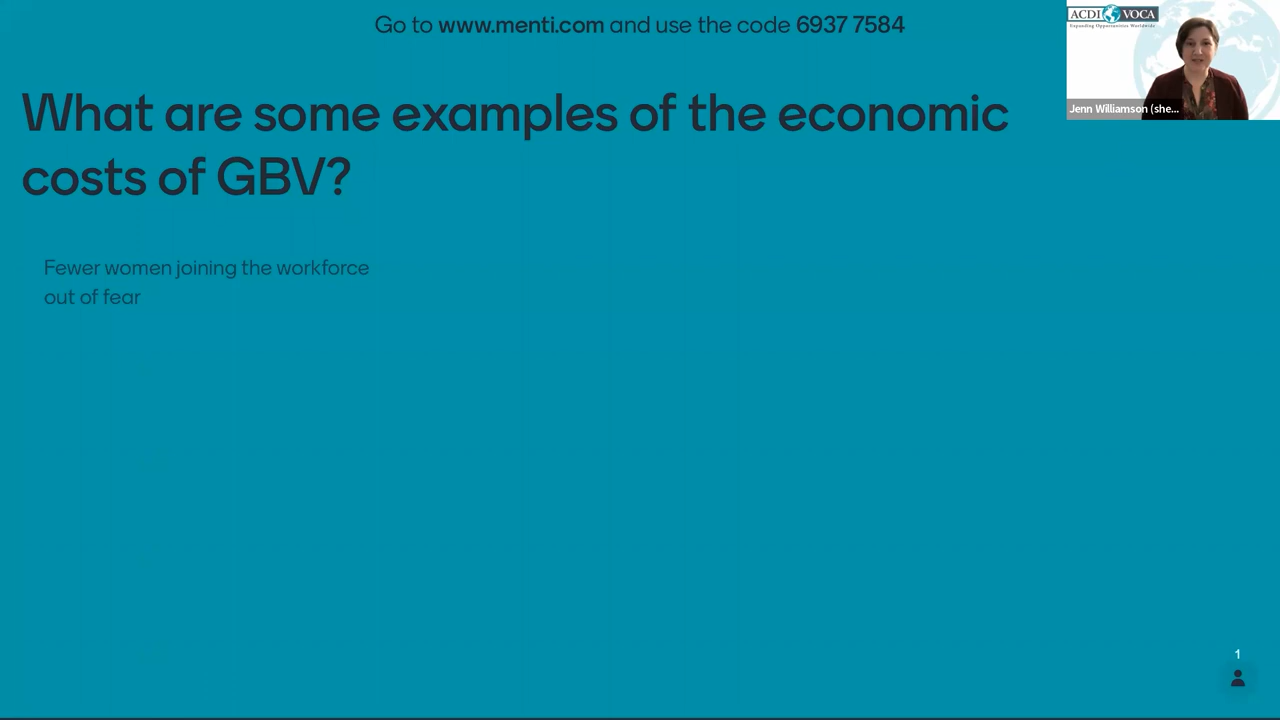 Go to www.menti.com and use the code 6937 7584
ACDI VOCA
Expanding Opportunities Worldwide
Jenn Williamson (she...
What are some examples of the economic
costs of GBV?
Fewer women joining the workforce
out of fear
1